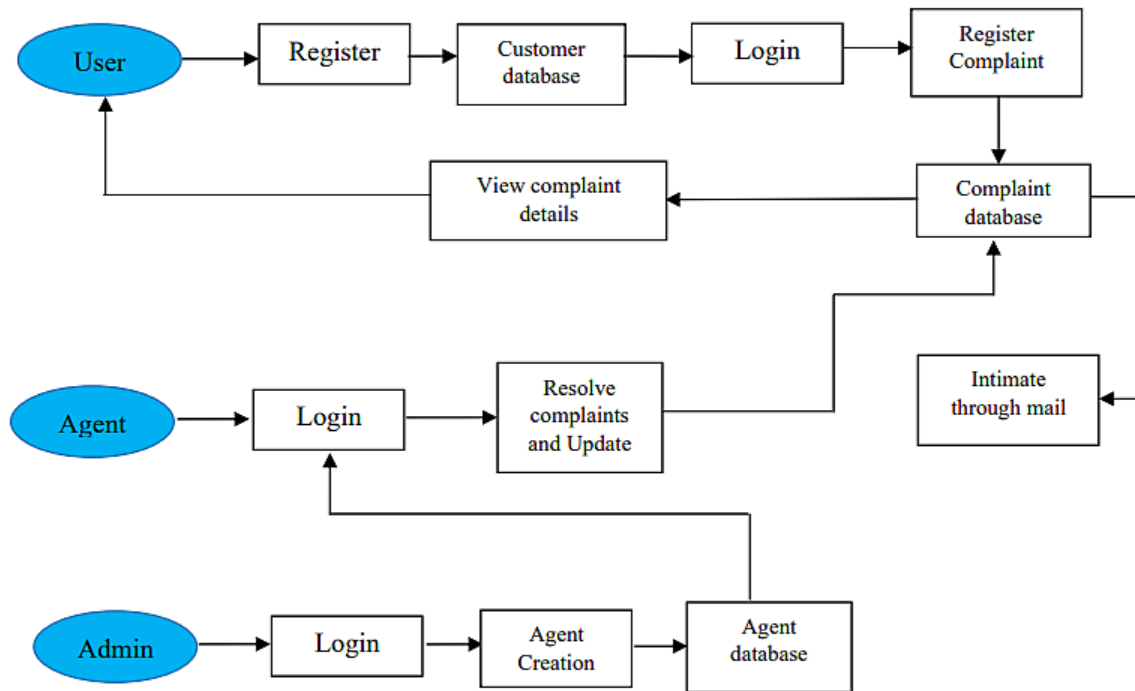 User
Register
Customer
database
Login
Register
Complaint
View complaint
details
Complaint
database
Agent
Login
Resolve
complaints
and Update
Intimate
through mail
Admin
Login
Agent
Creation
Agent
database